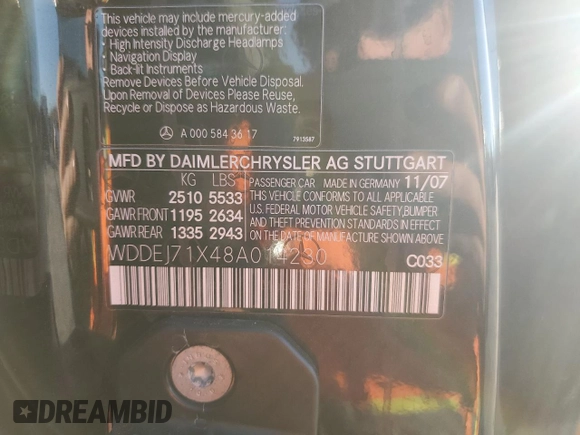 This vehicle may include mercury-added
devices installed by the manufacturer:
• High Intensity Discharge Headlamps
• Navigation Display
• Back-lit Instruments
Remove Devices Before Vehicle Disposal.
Upon Removal of Devices Please Reuse,
Recycle or Dispose as Hazardous Waste.
A 000 584 36 17 7913587
MFD BY DAIMLERCHRYSLER AG STUTTGART
KG LBS PASSENGER CAR MADE IN GERMANY 11/07
GVWR 2510 5533 THIS VEHICLE CONFORMS TO ALL APPLICABLE
GAWR FRONT 1195 2634 U.S. FEDERAL MOTOR VEHICLE SAFETY, BUMPER
GAWR REAR 1335 2943 AND THEFT PREVENTION STANDARDS IN EFFECT
ON THE DATE OF MANUFACTURE SHOWN ABOVE.
WDDEJ71X48A014230 C033
DREAMBID